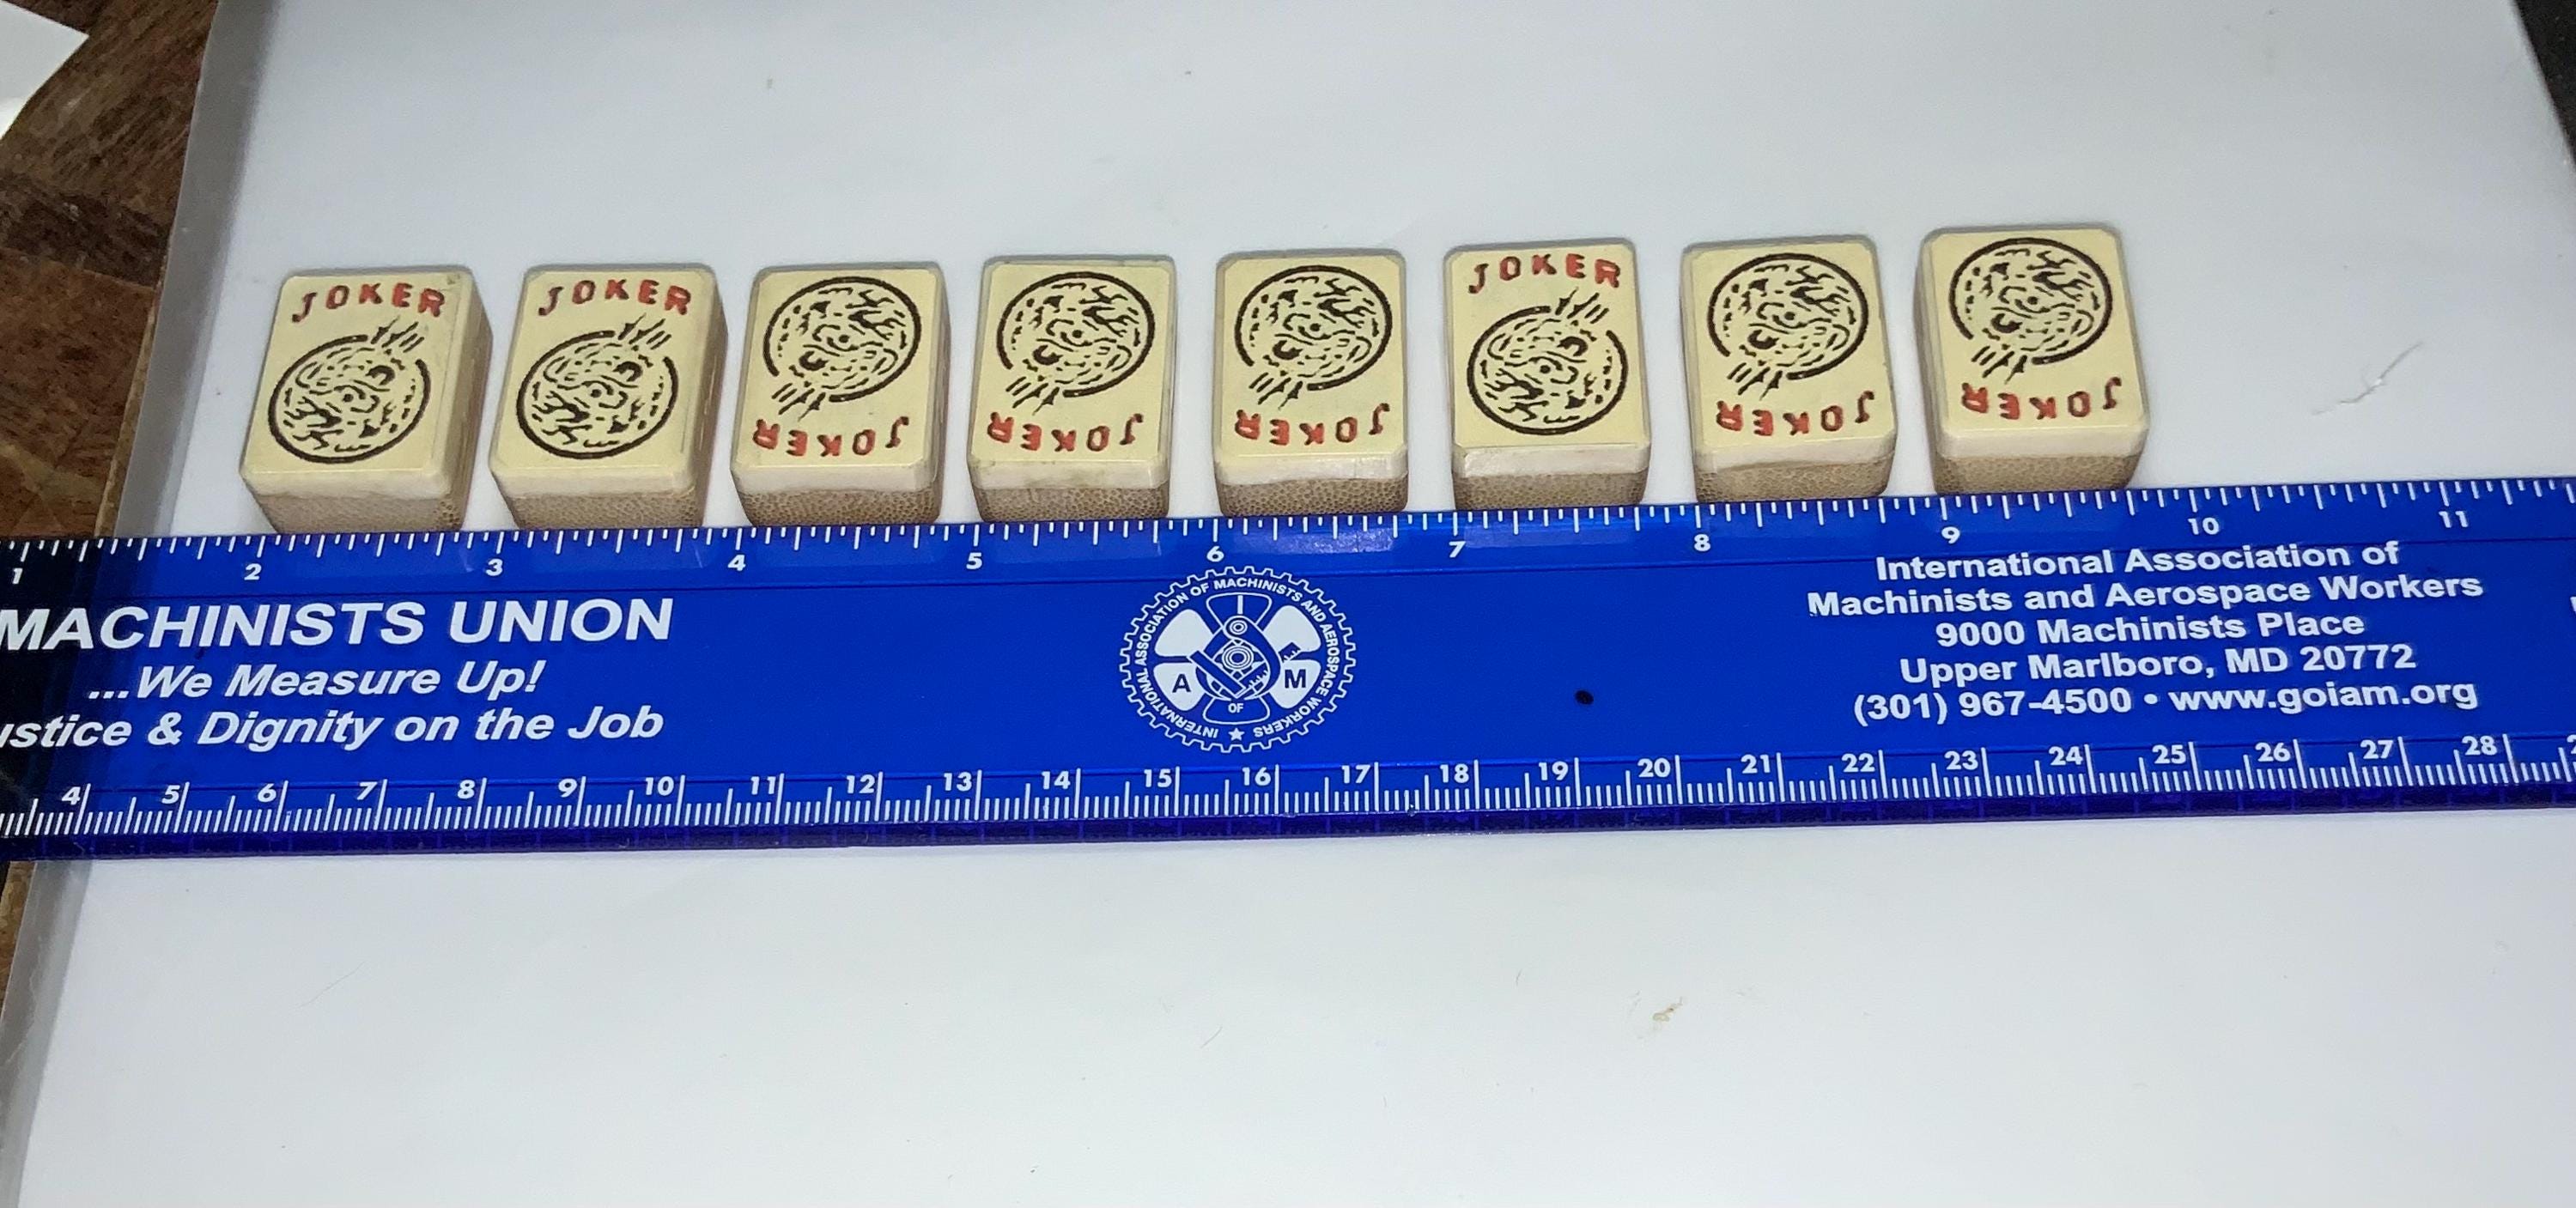 JOKER
JOKER
JOKER
JOKER
JOKER
JOKER
JOKER
JOKER
1 2 3 4 5 6 7 8 9 10 11
MACHINISTS UNION
...We Measure Up!
ustice & Dignity on the Job
INTERNATIONAL ASSOCIATION OF MACHINISTS AND AEROSPACE WORKERS
A M
OF
International Association of
Machinists and Aerospace Workers
9000 Machinists Place
Upper Marlboro, MD 20772
(301) 967-4500 • www.goiam.org
4 5 6 7 8 9 10 11 12 13 14 15 16 17 18 19 20 21 22 23 24 25 26 27 28